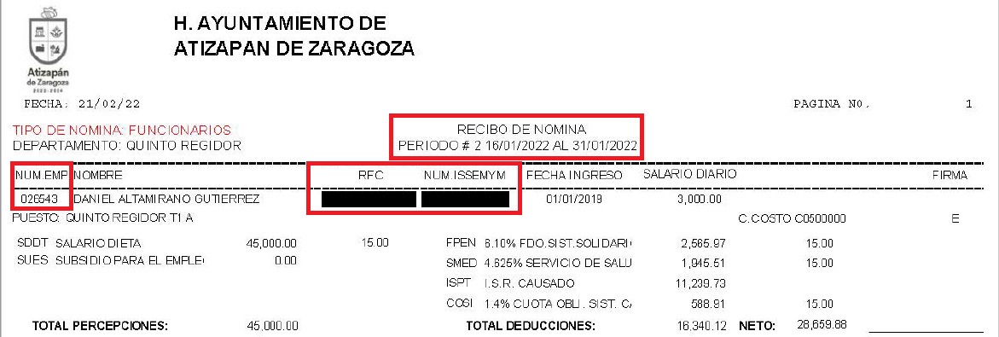 H. AYUNTAMIENTO DE
ATIZAPAN DE ZARAGOZA
Atizapán
de Zaragoza
2022-2024
FECHA: 21/02/22 PAGINA NO. 1
TIPO DE NOMINA: FUNCIONARIOS RECIBO DE NOMINA
DEPARTAMENTO: QUINTO REGIDOR PERIODO # 2 16/01/2022 AL 31/01/2022
NUM.EMP NOMBRE RFC NUM.ISSEMYM FECHA INGRESO SALARIO DIARIO FIRMA
026543 DANIEL ALTAMIRANO GUTIERREZ 01/01/2019 3,000.00
PUESTO: QUINTO REGIDOR T1 A C.COSTO C0500000 E
SDDT SALARIO DIETA 45,000.00 15.00 FPEN 6.10% FDO.SIST.SOLIDARI 2,565.97 15.00
SUES SUBSIDIO PARA EL EMPLE 0.00 SMED 4.625% SERVICIO DE SALU 1,945.51 15.00
ISPT I.S.R. CAUSADO 11,239.73
COSI 1.4% CUOTA OBLI. SIST. CA 588.91 15.00
TOTAL PERCEPCIONES: 45,000.00 TOTAL DEDUCCIONES: 16,340.12 NETO: 28,659.88